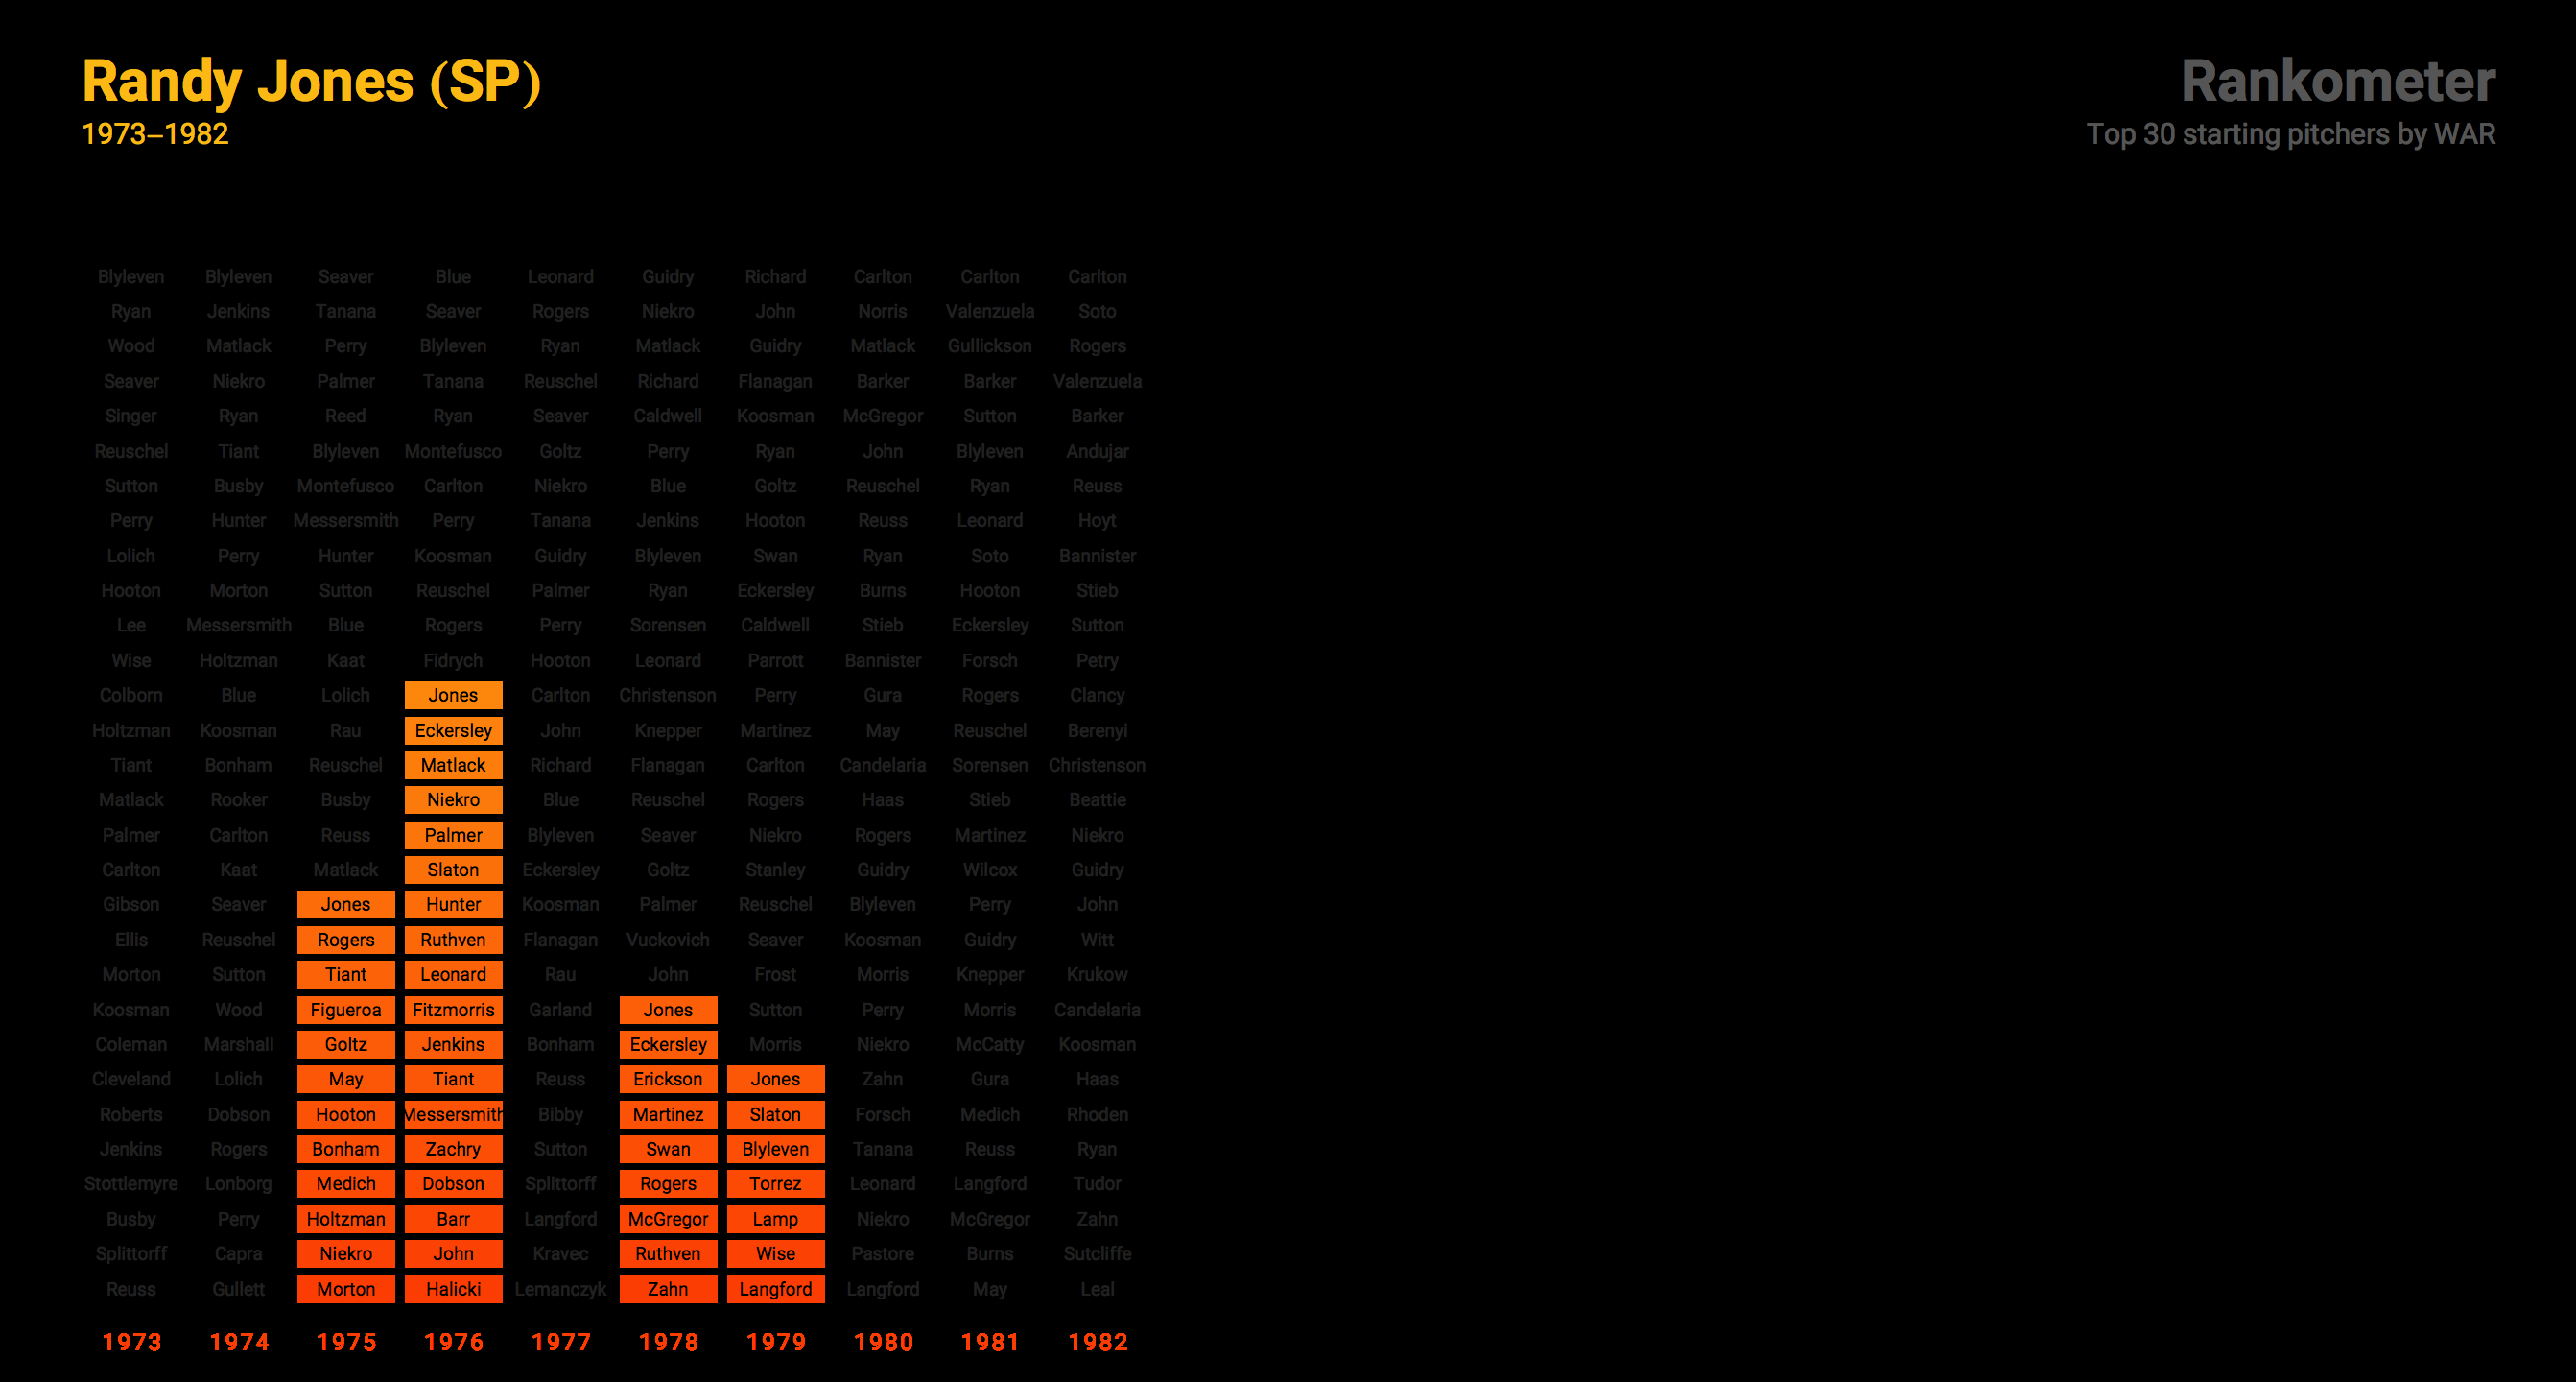 Randy Jones (SP)
1973–1982
Rankometer
Top 30 starting pitchers by WAR
Blyleven Blyleven Seaver Blue Leonard Guidry Richard Carlton Carlton Carlton
Ryan Jenkins Tanana Seaver Rogers Niekro John Norris Valenzuela Soto
Wood Matlack Perry Blyleven Ryan Matlack Guidry Matlack Gullickson Rogers
Seaver Niekro Palmer Tanana Reuschel Richard Flanagan Barker Barker Valenzuela
Singer Ryan Reed Ryan Seaver Caldwell Koosman McGregor Sutton Barker
Reuschel Tiant Blyleven Montefusco Goltz Perry Ryan John Blyleven Andujar
Sutton Busby Montefusco Carlton Niekro Blue Goltz Reuschel Ryan Reuss
Perry Hunter Messersmith Perry Tanana Jenkins Hooton Reuss Leonard Hoyt
Lolich Perry Hunter Koosman Guidry Blyleven Swan Ryan Soto Bannister
Hooton Morton Sutton Reuschel Palmer Ryan Eckersley Burns Hooton Stieb
Lee Messersmith Blue Rogers Perry Sorensen Caldwell Stieb Eckersley Sutton
Wise Holtzman Kaat Fidrych Hooton Leonard Parrott Bannister Forsch Petry
Colborn Blue Lolich Jones Carlton Christenson Perry Gura Rogers Clancy
Holtzman Koosman Rau Eckersley John Knepper Martinez May Reuschel Berenyi
Tiant Bonham Reuschel Matlack Richard Flanagan Carlton Candelaria Sorensen Christenson
Matlack Rooker Busby Niekro Blue Reuschel Rogers Haas Stieb Beattie
Palmer Carlton Reuss Palmer Blyleven Seaver Niekro Rogers Martinez Niekro
Carlton Kaat Matlack Slaton Eckersley Goltz Stanley Guidry Wilcox Guidry
Gibson Seaver Jones Hunter Koosman Palmer Reuschel Blyleven Perry John
Ellis Reuschel Rogers Ruthven Flanagan Vuckovich Seaver Koosman Guidry Witt
Morton Sutton Tiant Leonard Rau John Frost Morris Knepper Krukow
Koosman Wood Figueroa Fitzmorris Garland Jones Sutton Perry Morris Candelaria
Coleman Marshall Goltz Jenkins Bonham Eckersley Morris Niekro McCatty Koosman
Cleveland Lolich May Tiant Reuss Erickson Jones Zahn Gura Haas
Roberts Dobson Hooton Messersmith Bibby Martinez Slaton Forsch Medich Rhoden
Jenkins Rogers Bonham Zachry Sutton Swan Blyleven Tanana Reuss Ryan
Stottlemyre Lonborg Medich Dobson Splittorff Rogers Torrez Leonard Langford Tudor
Busby Perry Holtzman Barr Langford McGregor Lamp Niekro McGregor Zahn
Splittorff Capra Niekro John Kravec Ruthven Wise Pastore Burns Sutcliffe
Reuss Gullett Morton Halicki Lemanczyk Zahn Langford Langford May Leal
1973 1974 1975 1976 1977 1978 1979 1980 1981 1982